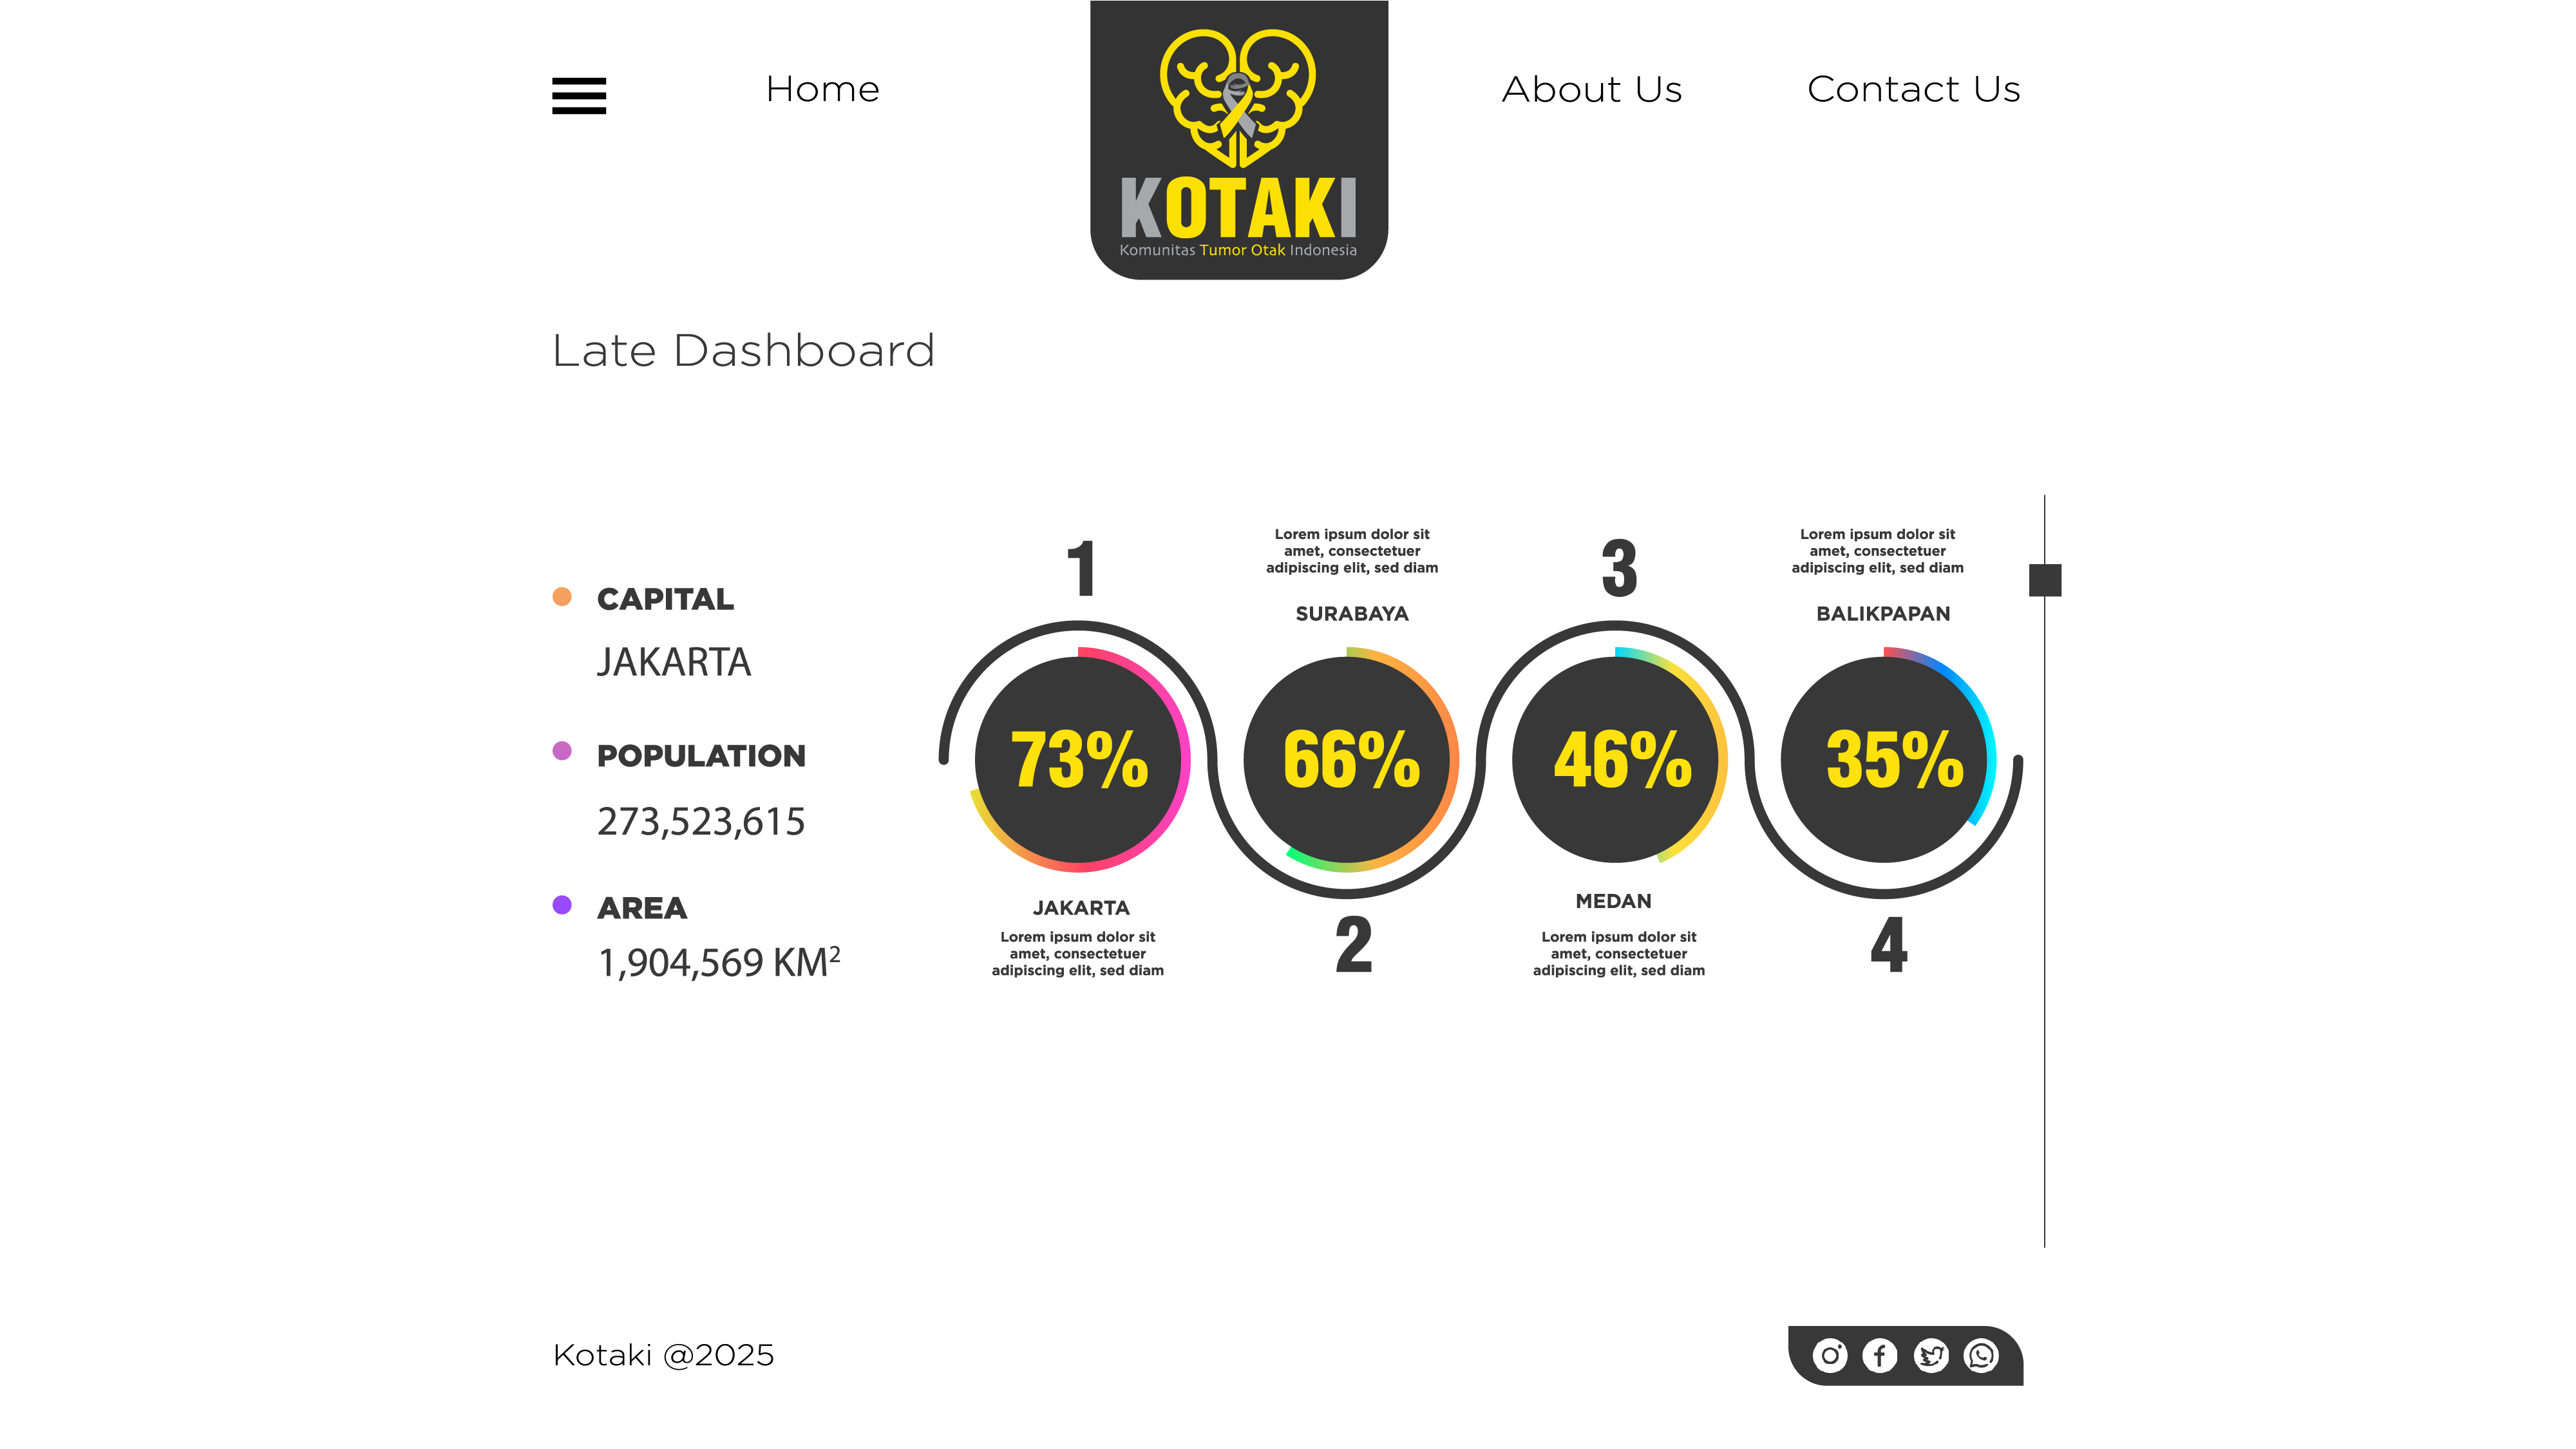 Home
KOTAKI
Komunitas Tumor Otak Indonesia
About Us
Contact Us
Late Dashboard
CAPITAL
JAKARTA
POPULATION
273,523,615
AREA
1,904,569 KM²
1
73%
JAKARTA
Lorem ipsum dolor sit
amet, consectetuer
adipiscing elit, sed diam
Lorem ipsum dolor sit
amet, consectetuer
adipiscing elit, sed diam
SURABAYA
66%
2
3
46%
MEDAN
Lorem ipsum dolor sit
amet, consectetuer
adipiscing elit, sed diam
Lorem ipsum dolor sit
amet, consectetuer
adipiscing elit, sed diam
BALIKPAPAN
35%
4
Kotaki @2025